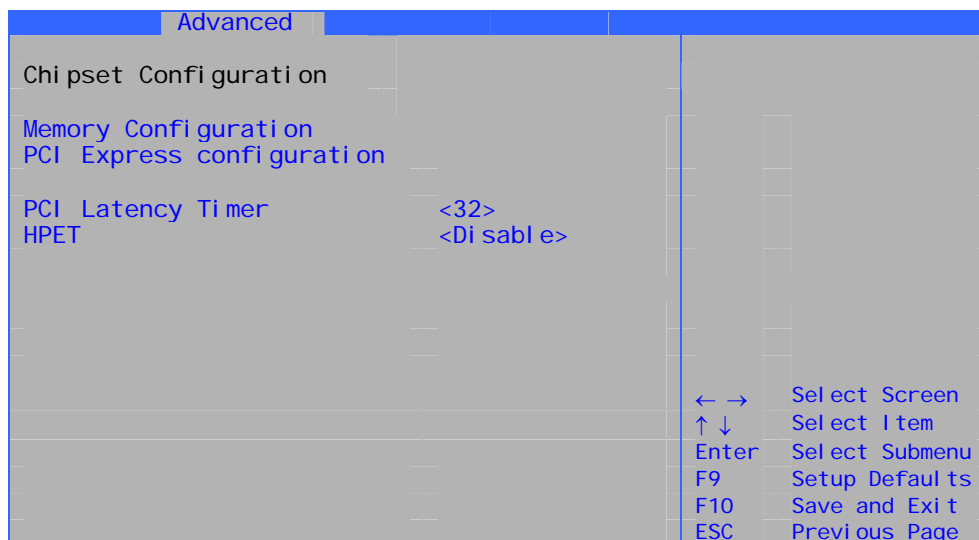 Advanced
Chipset Configuration
Memory Configuration
PCI Express configuration
PCI Latency Timer <32>
HPET <Disable>
← → Select Screen
↑ ↓ Select Item
Enter Select Submenu
F9 Setup Defaults
F10 Save and Exit
ESC Previous Page